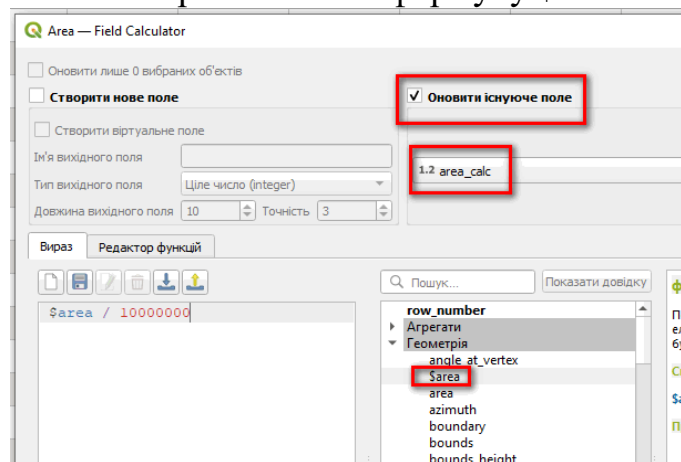 Area — Field Calculator
Оновити лише 0 вибраних об'єктів
Створити нове поле
Оновити існуюче поле
Створити віртуальне поле
Ім'я вихідного поля
Тип вихідного поля Ціле число (integer)
1.2 area_calc
Довжина вихідного поля 10 Точність 3
Вираз Редактор функцій
Пошук... Показати довідку
$area / 10000000
row_number
Агрегати
Геометрія
angle_at_vertex
$area
area
azimuth
boundary
bounds
bounds_height